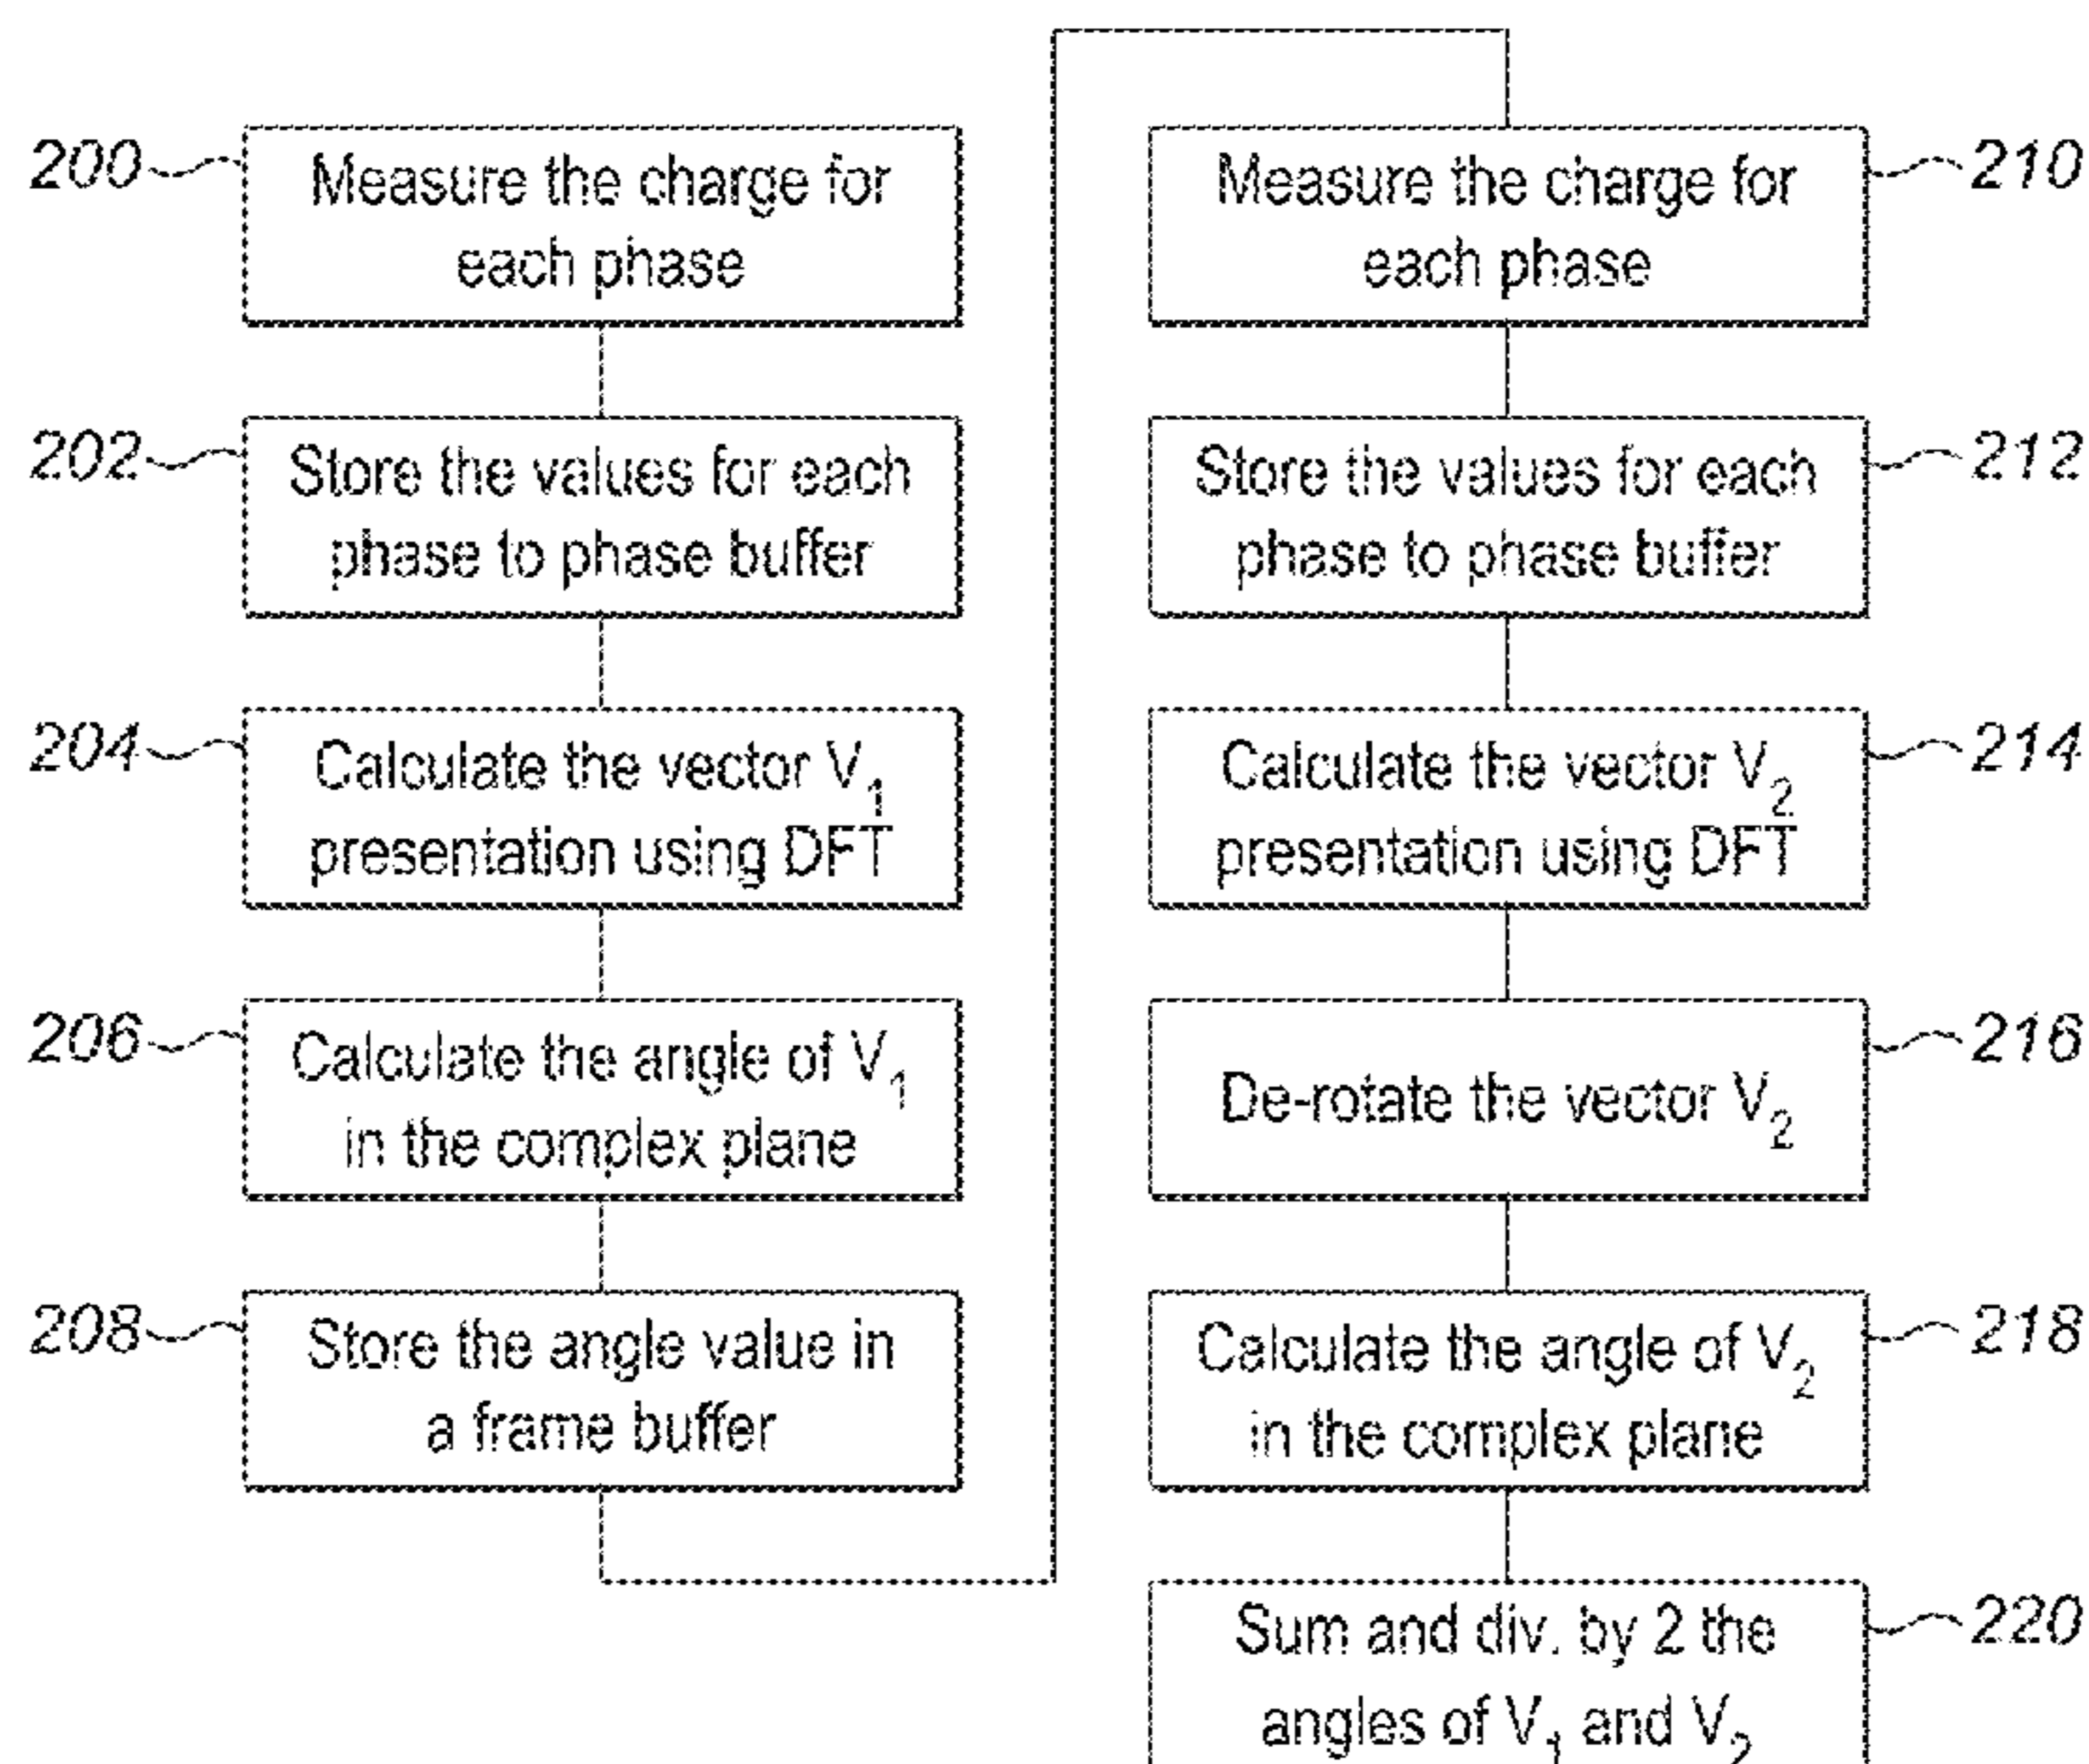 200
Measure the charge for
each phase
202
Store the values for each
phase to phase buffer
204
Calculate the vector V₁
presentation using DFT
206
Calculate the angle of V₁
in the complex plane
208
Store the angle value in
a frame buffer
210
Measure the charge for
each phase
212
Store the values for each
phase to phase buffer
214
Calculate the vector V₂
presentation using DFT
216
De-rotate the vector V₂
218
Calculate the angle of V₂
in the complex plane
220
Sum and div. by 2 the
angles of V₁ and V₂